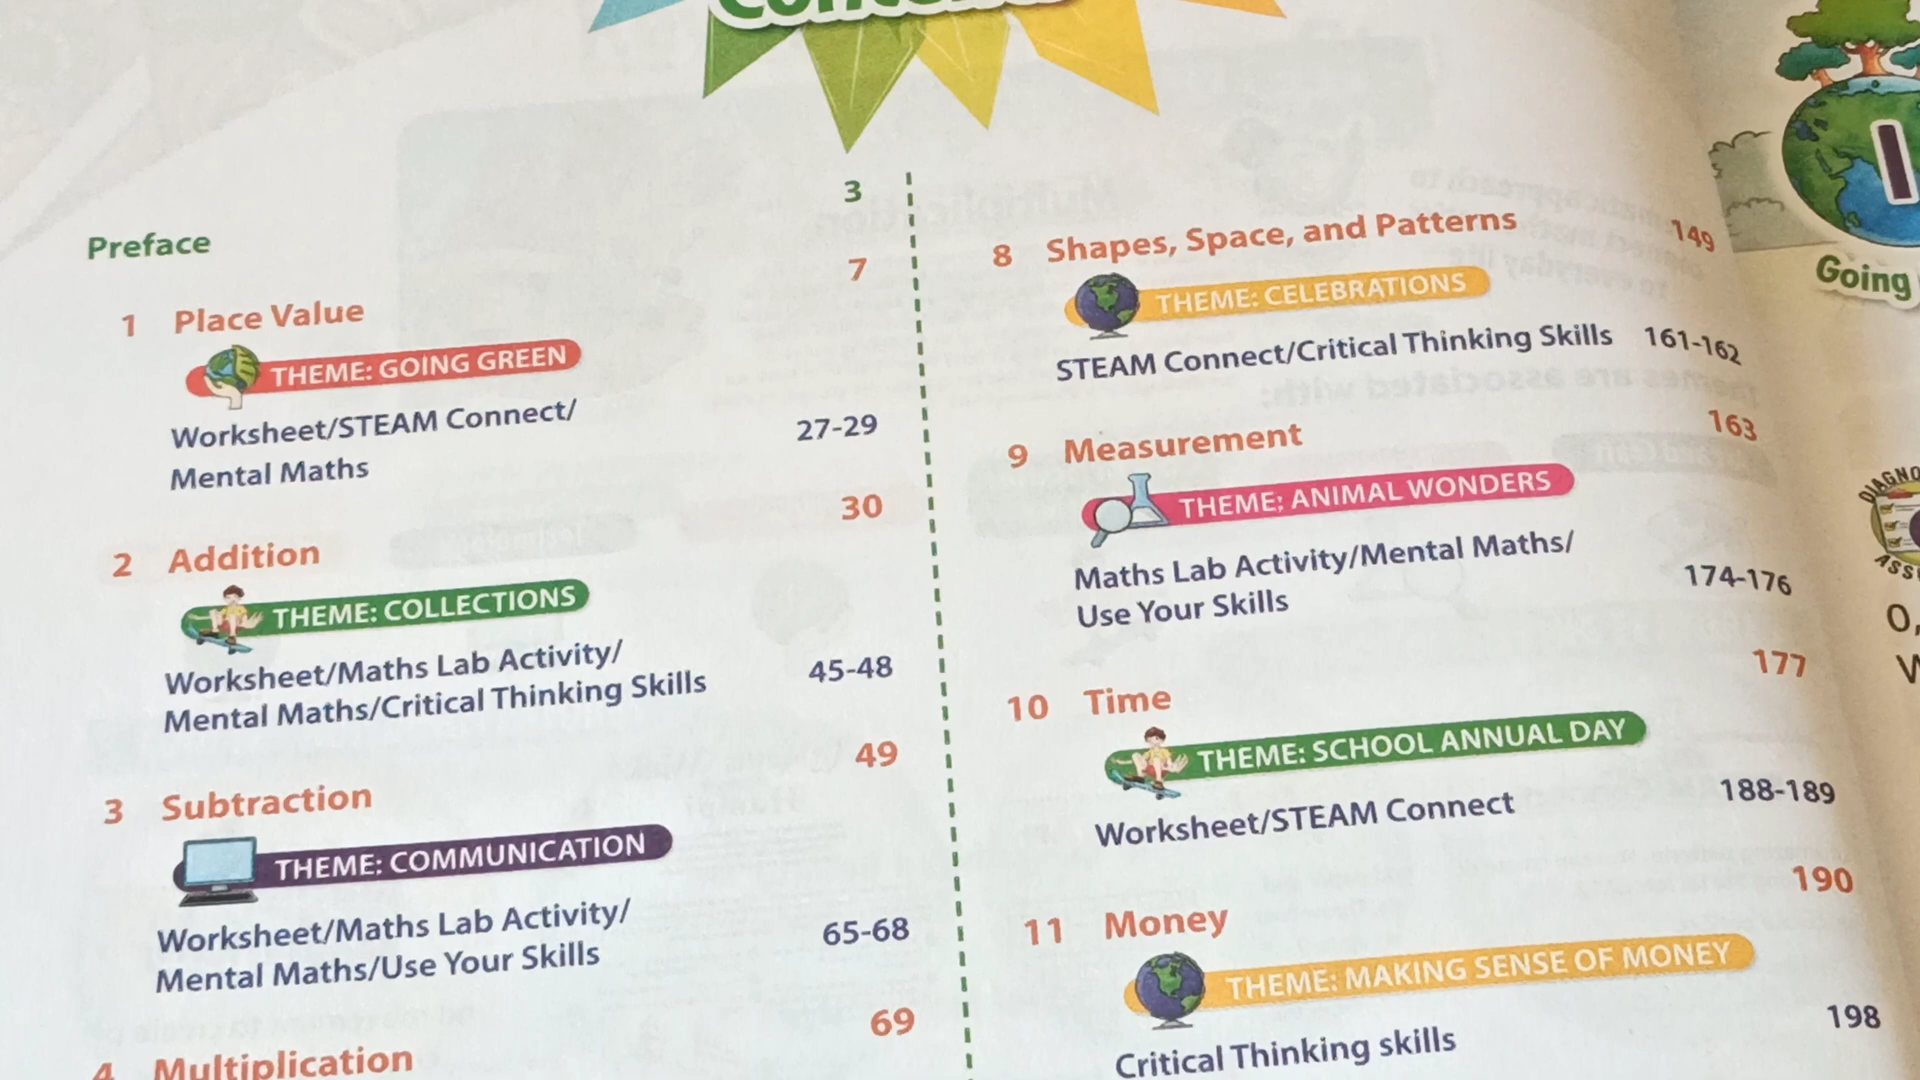 Preface 3
1 Place Value 7
THEME: GOING GREEN
Worksheet/STEAM Connect/
Mental Maths 27-29
2 Addition 30
THEME: COLLECTIONS
Worksheet/Maths Lab Activity/
Mental Maths/Critical Thinking Skills 45-48
3 Subtraction 49
THEME: COMMUNICATION
Worksheet/Maths Lab Activity/
Mental Maths/Use Your Skills 65-68
4 Multiplication 69
8 Shapes, Space, and Patterns 149
THEME: CELEBRATIONS
STEAM Connect/Critical Thinking Skills 161-162
9 Measurement 163
THEME: ANIMAL WONDERS
Maths Lab Activity/Mental Maths/
Use Your Skills 174-176
10 Time 177
THEME: SCHOOL ANNUAL DAY
Worksheet/STEAM Connect 188-189
11 Money 190
THEME: MAKING SENSE OF MONEY
Critical Thinking skills 198
Going